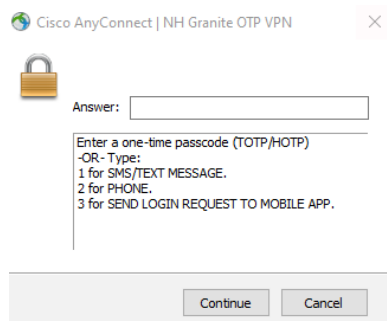 Cisco AnyConnect | NH Granite OTP VPN
Answer:
Enter a one-time passcode (TOTP/HOTP)
-OR- Type:
1 for SMS/TEXT MESSAGE.
2 for PHONE.
3 for SEND LOGIN REQUEST TO MOBILE APP.
Continue Cancel